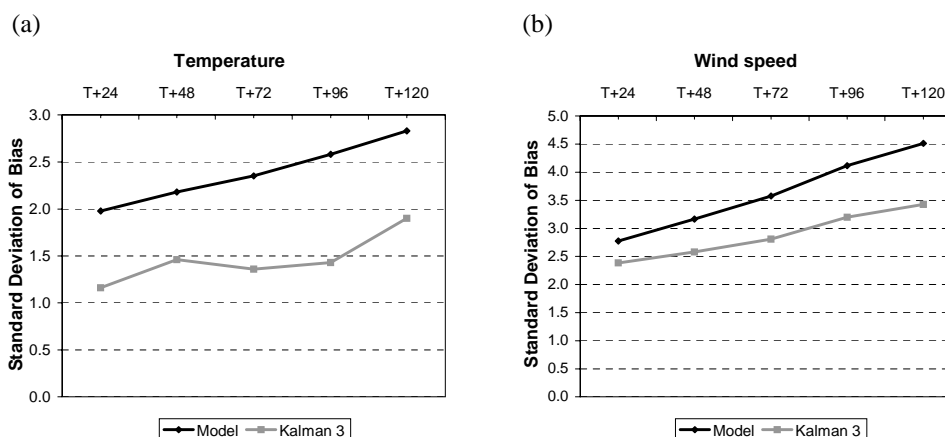 (a)
Temperature
T+24 T+48 T+72 T+96 T+120
3.0
2.5
2.0
1.5
1.0
0.5
0.0
Standard Deviation of Bias
Model Kalman 3
(b)
Wind speed
T+24 T+48 T+72 T+96 T+120
5.0
4.5
4.0
3.5
3.0
2.5
2.0
1.5
1.0
0.5
0.0
Standard Deviation of Bias
Model Kalman 3